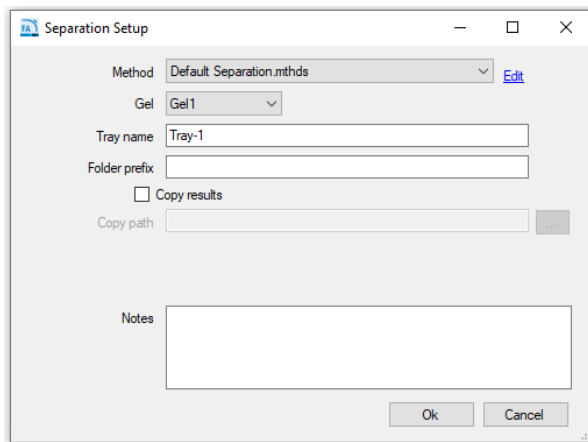 FA Separation Setup
Method Default Separation.mthds Edit
Gel Gel1
Tray name Tray-1
Folder prefix
Copy results
Copy path ...
Notes
Ok Cancel